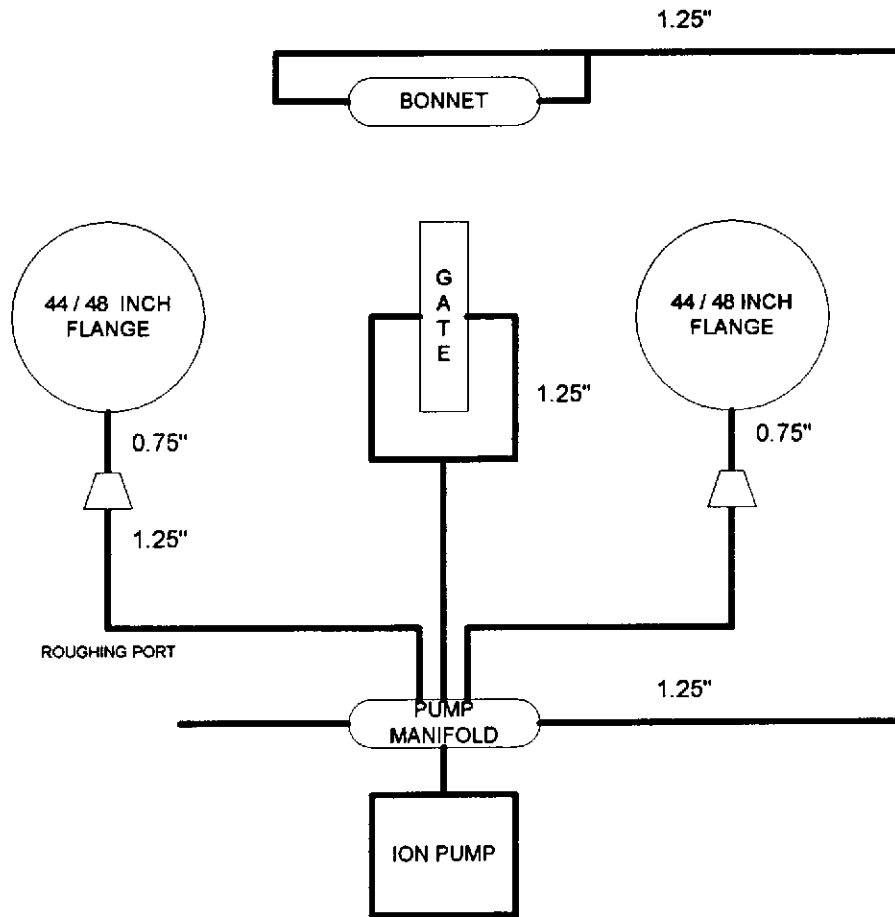 1.25"
BONNET
44 / 48 INCH
FLANGE
G
A
T
E
44 / 48 INCH
FLANGE
1.25"
0.75"
0.75"
1.25"
ROUGHING PORT
1.25"
PUMP
MANIFOLD
ION PUMP